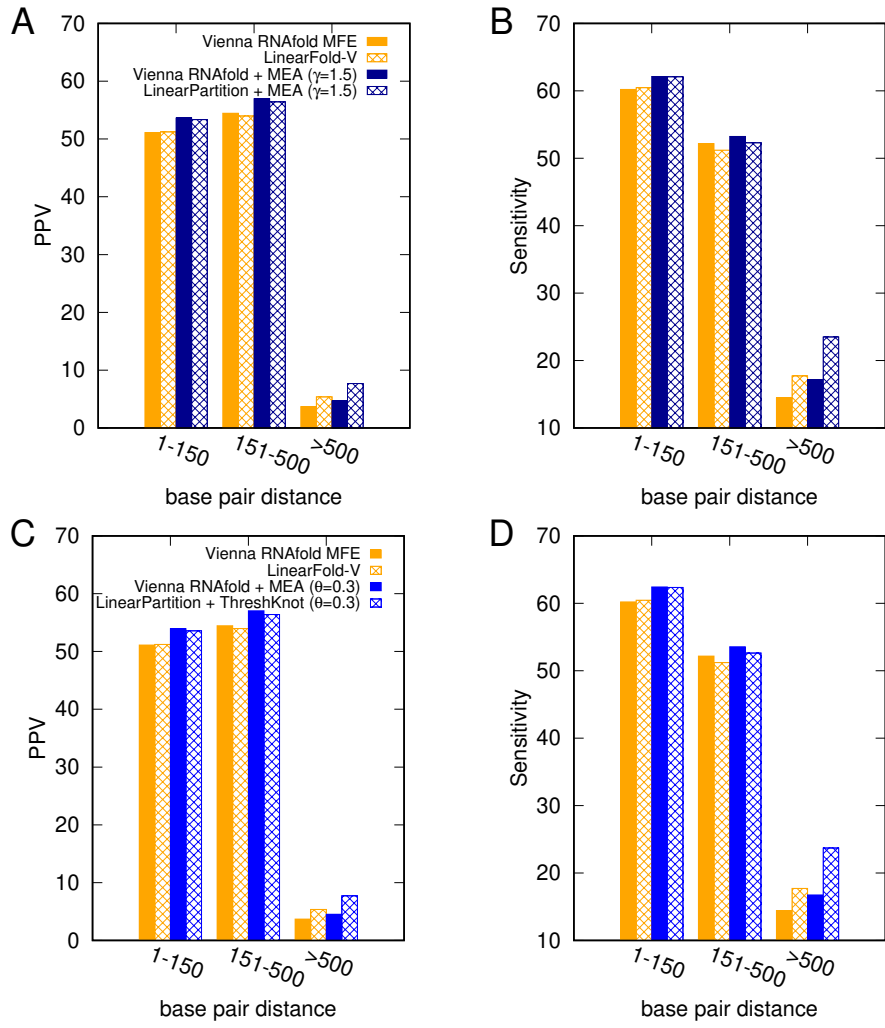 A
70
60
50
40
30
20
10
0
PPV
Vienna RNAfold MFE
LinearFold-V
Vienna RNAfold + MEA (γ=1.5)
LinearPartition + MEA (γ=1.5)
1-150
151-500
>500
base pair distance
B
70
60
50
40
30
20
10
Sensitivity
1-150
151-500
>500
base pair distance
C
70
60
50
40
30
20
10
0
PPV
Vienna RNAfold MFE
LinearFold-V
Vienna RNAfold + MEA (θ=0.3)
LinearPartition + ThreshKnot (θ=0.3)
1-150
151-500
>500
base pair distance
D
70
60
50
40
30
20
10
Sensitivity
1-150
151-500
>500
base pair distance